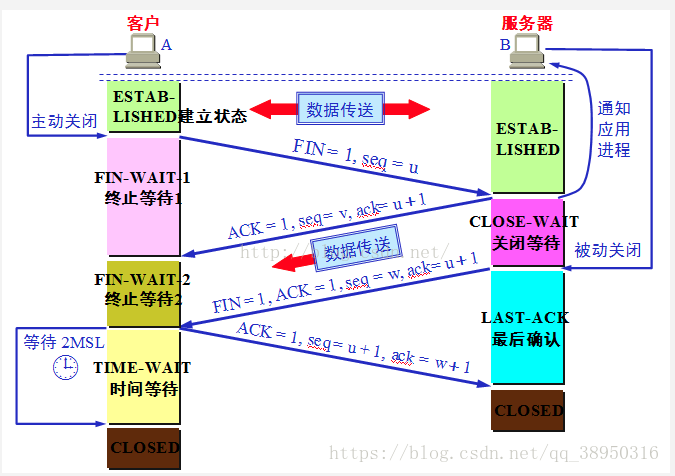 客户
服务器
A
B
ESTAB-
LISHED建立状态
数据传送
主动关闭
通知
应用
进程
ESTAB-
LISHED
FIN = 1, seq = u
FIN-WAIT-1
终止等待1
ACK = 1, seq = v, ack= u + 1
CLOSE-WAIT
关闭等待
被动关闭
数据传送
FIN-WAIT-2
终止等待2
FIN = 1, ACK = 1, seq = w, ack= u + 1
LAST-ACK
最后确认
等待 2MSL
ACK = 1, seq= u + 1, ack = w + 1
TIME-WAIT
时间等待
CLOSED
CLOSED
https://blog.csdn.net/qq_38950316